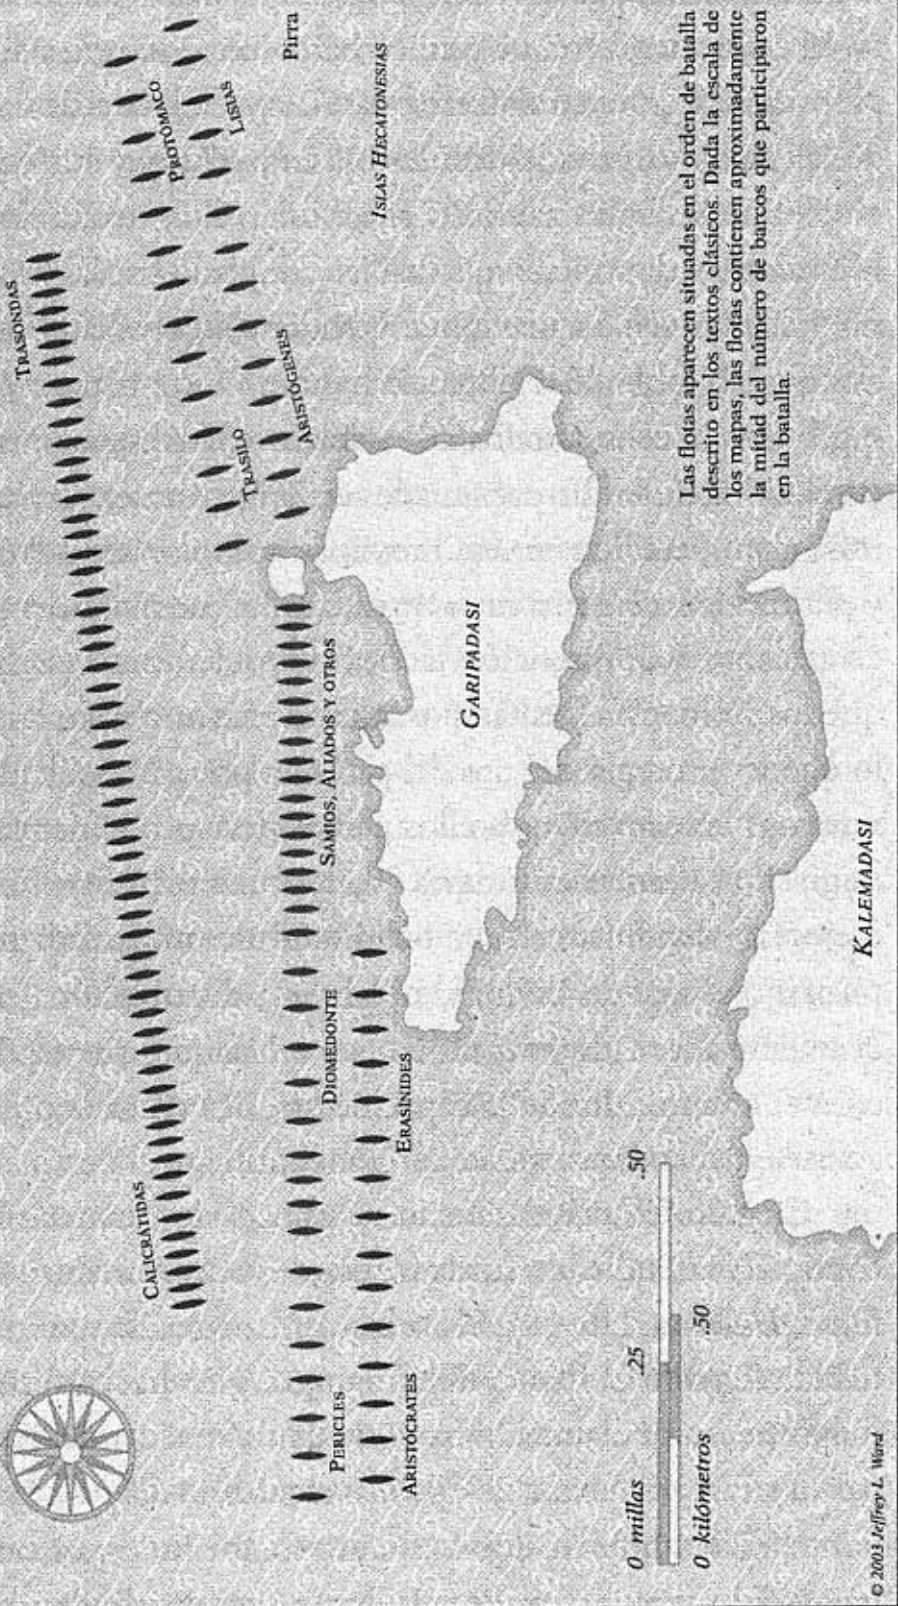 TRASONDAS
CALICRÁTIDAS
PROTÓMACO
LISIAS
Pirra
TRASILO
ARISTÓGENES
ISLAS HECATONESIAS
SAMIOS, ALIADOS Y OTROS
DIOMEDONTE
PERICLES
ERASÍNIDES
ARISTÓCRATES
GARIPADASI
KALEMADASI
Las flotas aparecen situadas en el orden de batalla
descrito en los textos clásicos. Dada la escala de
los mapas, las flotas contienen aproximadamente
la mitad del número de barcos que participaron
en la batalla.
0 millas .25 .50
0 kilómetros .50
© 2003 Jeffrey L. Ward